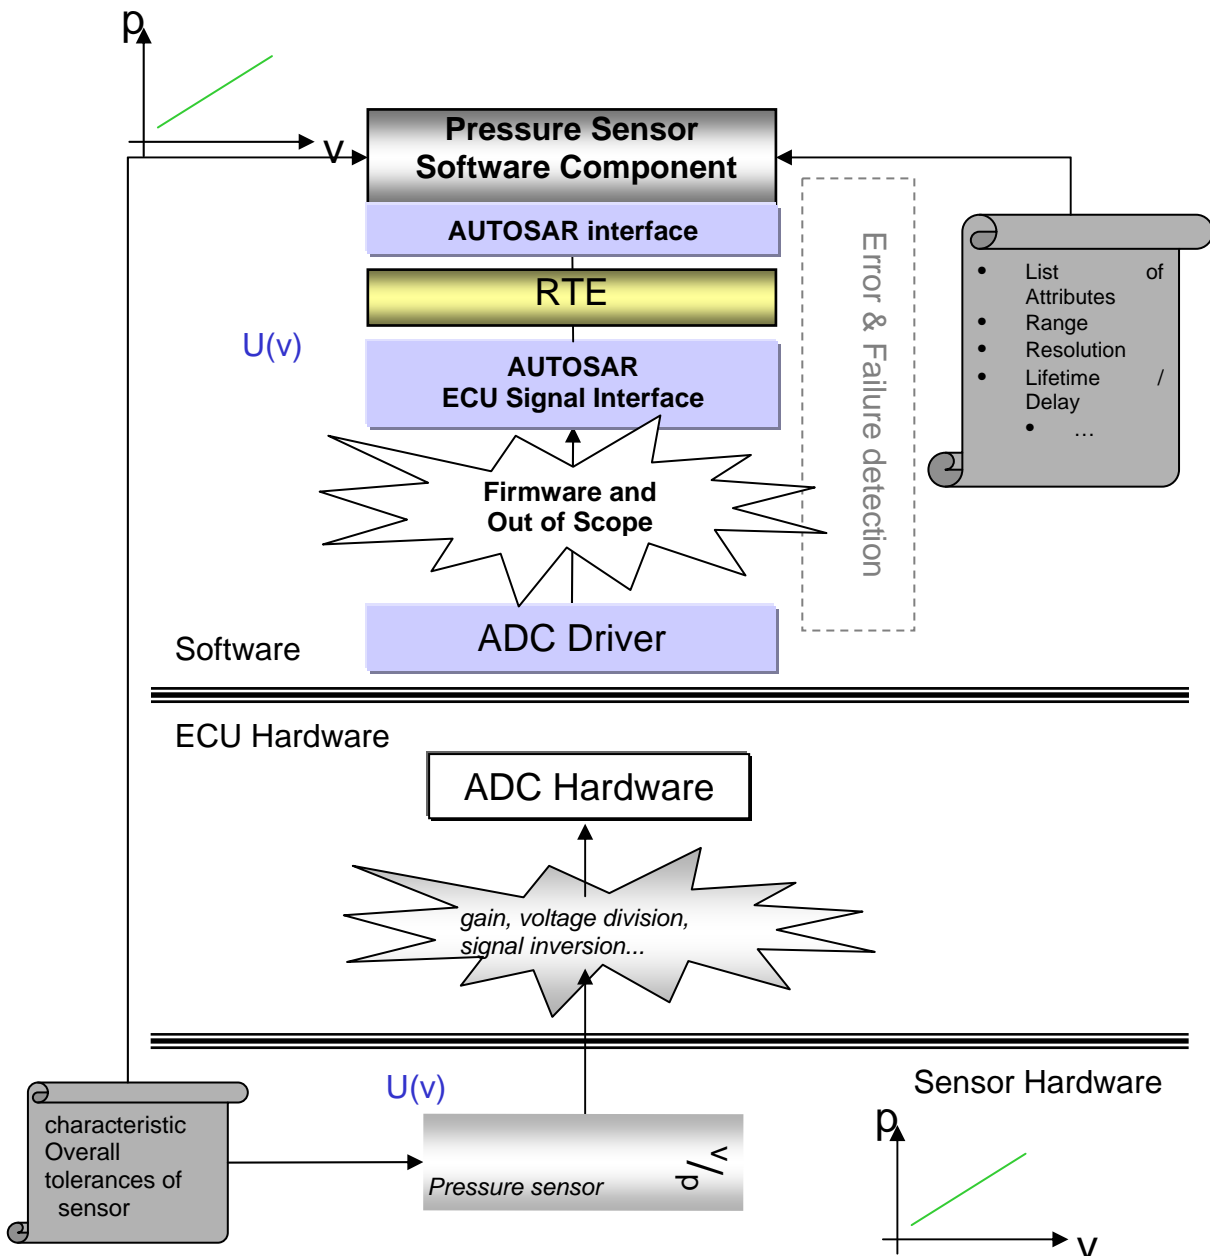 p
v
Pressure Sensor
Software Component
AUTOSAR interface
RTE
U(v)
AUTOSAR
ECU Signal Interface
Firmware and
Out of Scope
ADC Driver
Error & Failure detection
• List of
Attributes
• Range
• Resolution
• Lifetime /
Delay
• ...
Software
ECU Hardware
ADC Hardware
gain, voltage division,
signal inversion...
U(v)
Sensor Hardware
characteristic
Overall
tolerances of
sensor
Pressure sensor
v/p
p
v